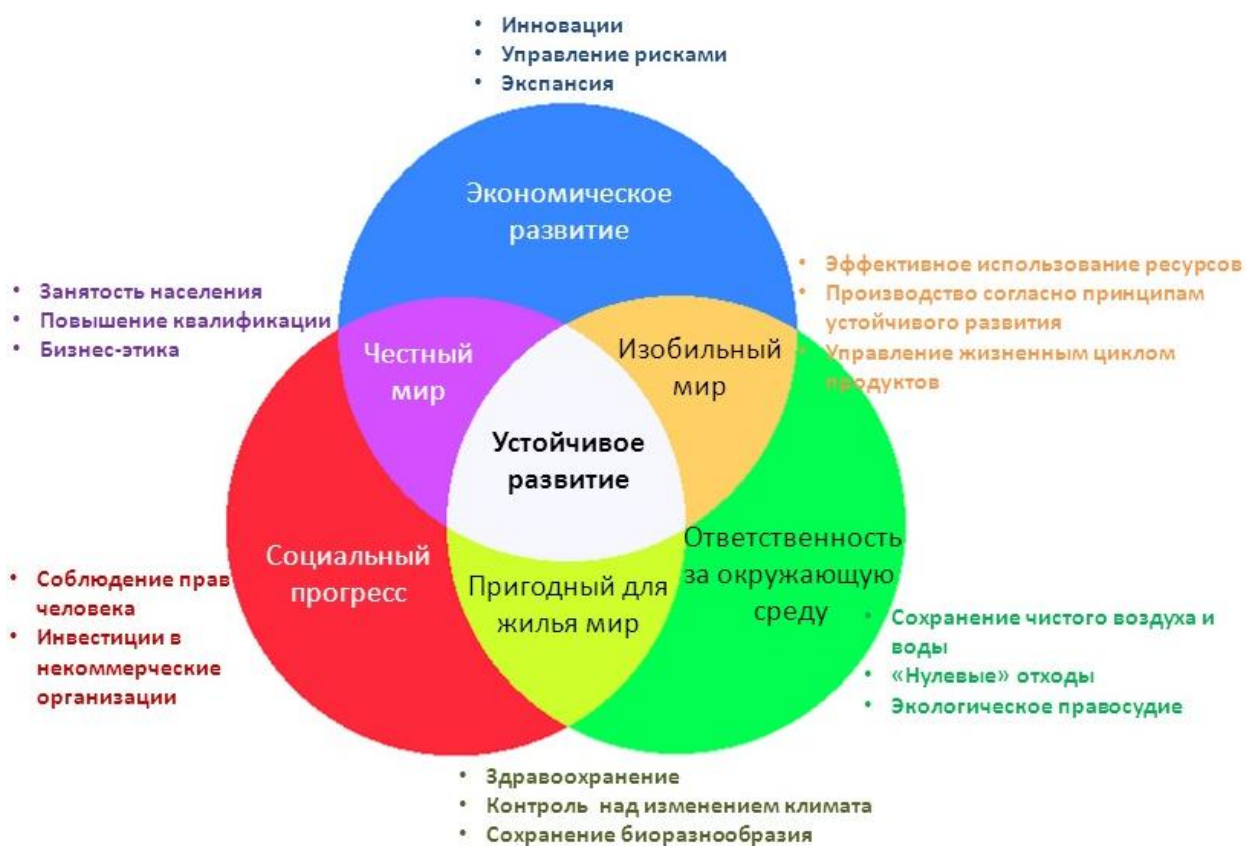 • Инновации
• Управление рисками
• Экспансия
Экономическое
развитие
• Занятость населения
• Повышение квалификации
• Бизнес-этика
• Эффективное использование ресурсов
• Производство согласно принципам
устойчивого развития
• Управление жизненным циклом
продуктов
Честный
мир
Изобильный
мир
Устойчивое
развитие
Социальный
прогресс
Пригодный для
жилья мир
Ответственность
за окружающую
среду
• Соблюдение прав
человека
• Инвестиции в
некоммерческие
организации
• Сохранение чистого воздуха и
воды
• «Нулевые» отходы
• Экологическое правосудие
• Здравоохранение
• Контроль над изменением климата
• Сохранение биоразнообразия